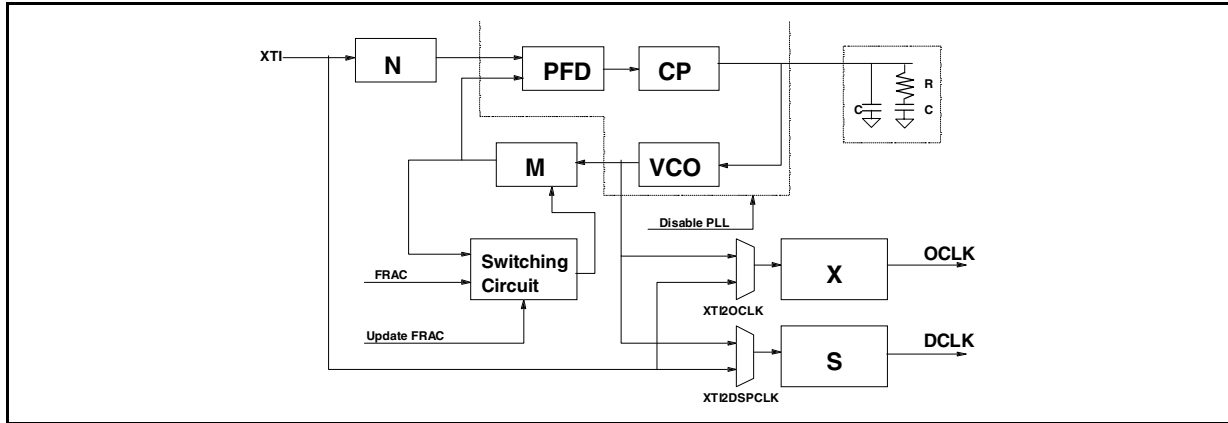 XTI
N
PFD
CP
R
C
C
M
VCO
Disable PLL
Switching
Circuit
FRAC
Update FRAC
XTI2OCLK
X
OCLK
XTI2DSPCLK
S
DCLK